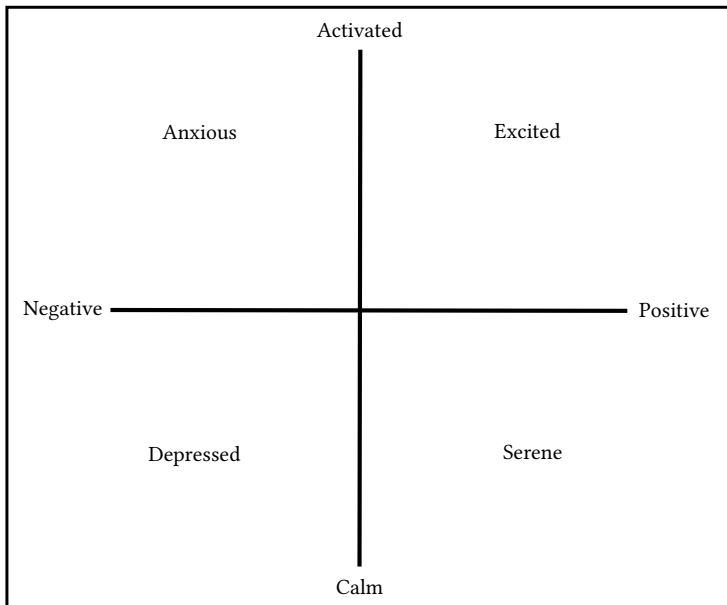 Activated
Anxious
Excited
Negative
Positive
Depressed
Serene
Calm